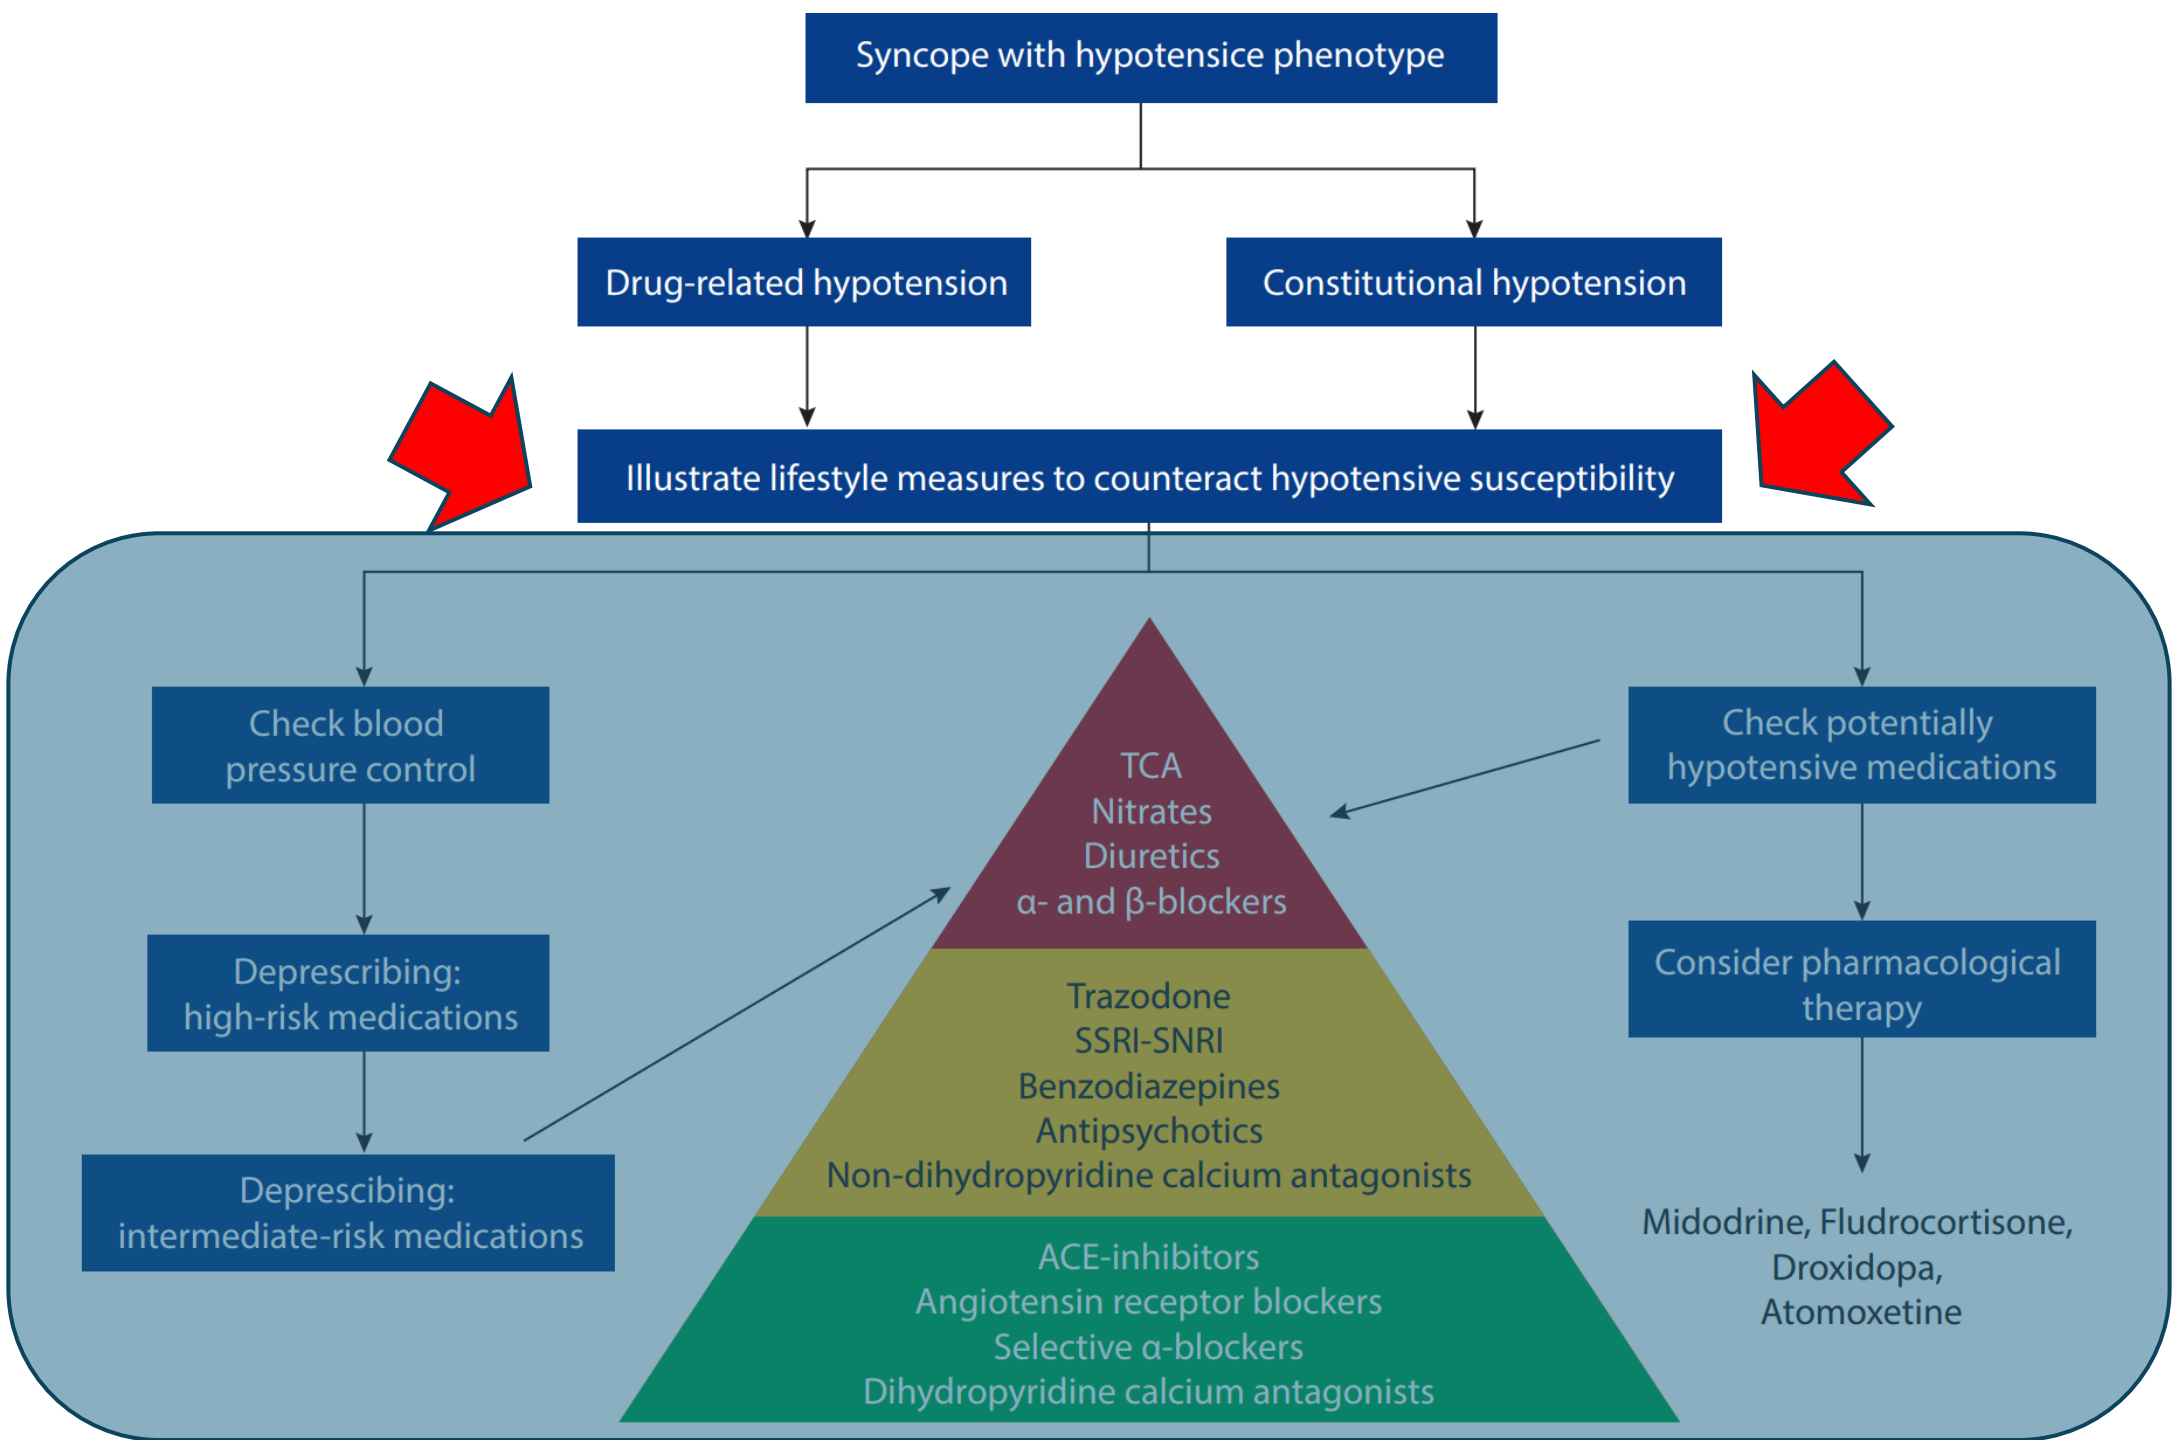 Syncope with hypotensice phenotype
Drug-related hypotension
Constitutional hypotension
Illustrate lifestyle measures to counteract hypotensive susceptibility
Check blood
pressure control
Deprescribing:
high-risk medications
Deprescibing:
intermediate-risk medications
TCA
Nitrates
Diuretics
α- and β-blockers
Trazodone
SSRI-SNRI
Benzodiazepines
Antipsychotics
Non-dihydropyridine calcium antagonists
ACE-inhibitors
Angiotensin receptor blockers
Selective α-blockers
Dihydropyridine calcium antagonists
Check potentially
hypotensive medications
Consider pharmacological
therapy
Midodrine, Fludrocortisone,
Droxidopa,
Atomoxetine